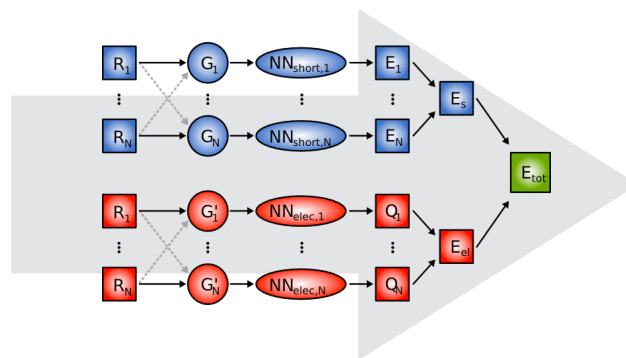 R1 G1 NNshort,1 E1
Es
RN GN NNshort,N EN
Etot
R1 G'1 NNelec,1 Q1
Eel
RN G'N NNelec,N QN